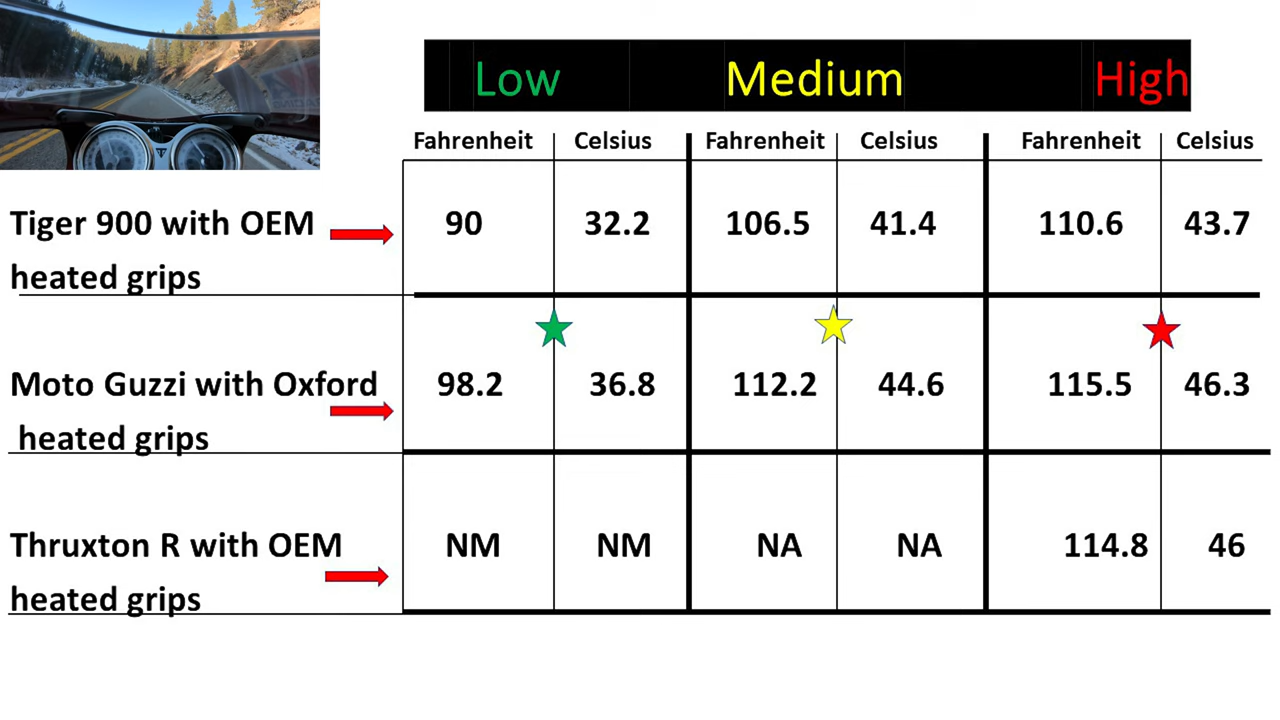 Low Medium High
Fahrenheit Celsius Fahrenheit Celsius Fahrenheit Celsius
Tiger 900 with OEM 90 32.2 106.5 41.4 110.6 43.7
heated grips
Moto Guzzi with Oxford 98.2 36.8 112.2 44.6 115.5 46.3
heated grips
Thruxton R with OEM NM NM NA NA 114.8 46
heated grips